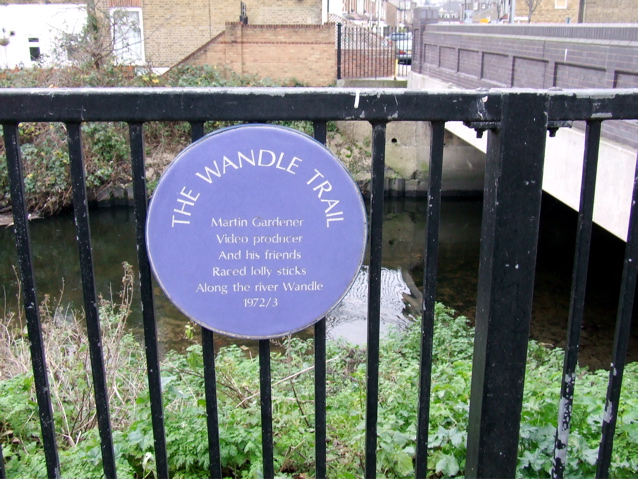 THE WANDLE TRAIL
Martin Gardener
Video producer
And his friends
Raced lolly sticks
Along the river Wandle
1972/3